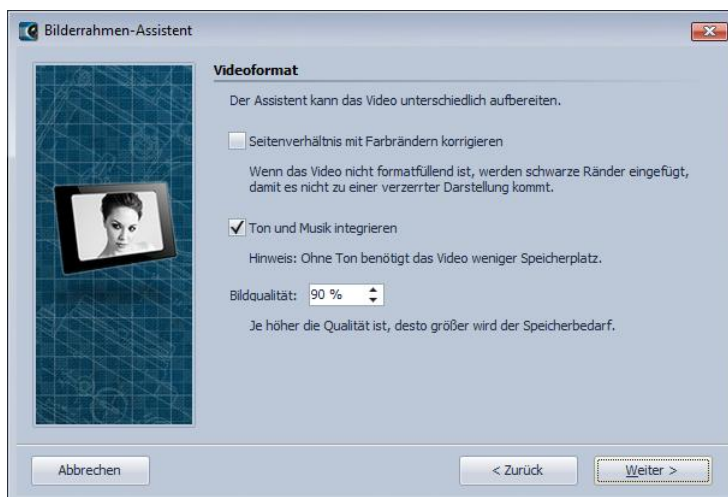 Bilderrahmen-Assistent
Videoformat
Der Assistent kann das Video unterschiedlich aufbereiten.
Seitenverhältnis mit Farbrändern korrigieren
Wenn das Video nicht formatfüllend ist, werden schwarze Ränder eingefügt,
damit es nicht zu einer verzerrter Darstellung kommt.
Ton und Musik integrieren
Hinweis: Ohne Ton benötigt das Video weniger Speicherplatz.
Bildqualität: 90 %
Je höher die Qualität ist, desto größer wird der Speicherbedarf.
Abbrechen < Zurück Weiter >